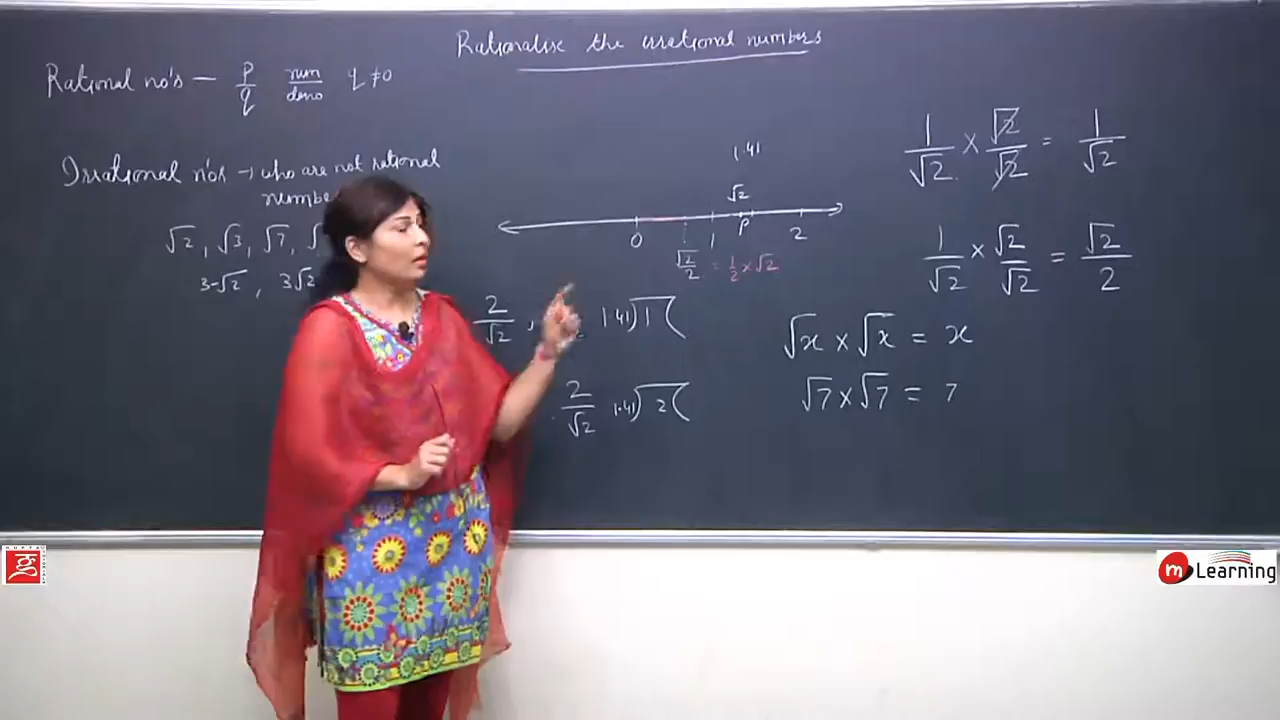 Rationalise the irrational numbers
Rational no's — p/q num/deno q ≠ 0
Irrational no's → who are not rational
√2, √3, √7,
3-√2, 3√2
1.41
√2
0 1 P 2
√2/2 = 1/2 × √2
2/√2, 1.41)1(
2/√2 1.41)2(
1/√2 × √2/√2 = 1/√2
1/√2 × √2/√2 = √2/2
√x × √x = x
√7 × √7 = 7
GUPTA
m Learning